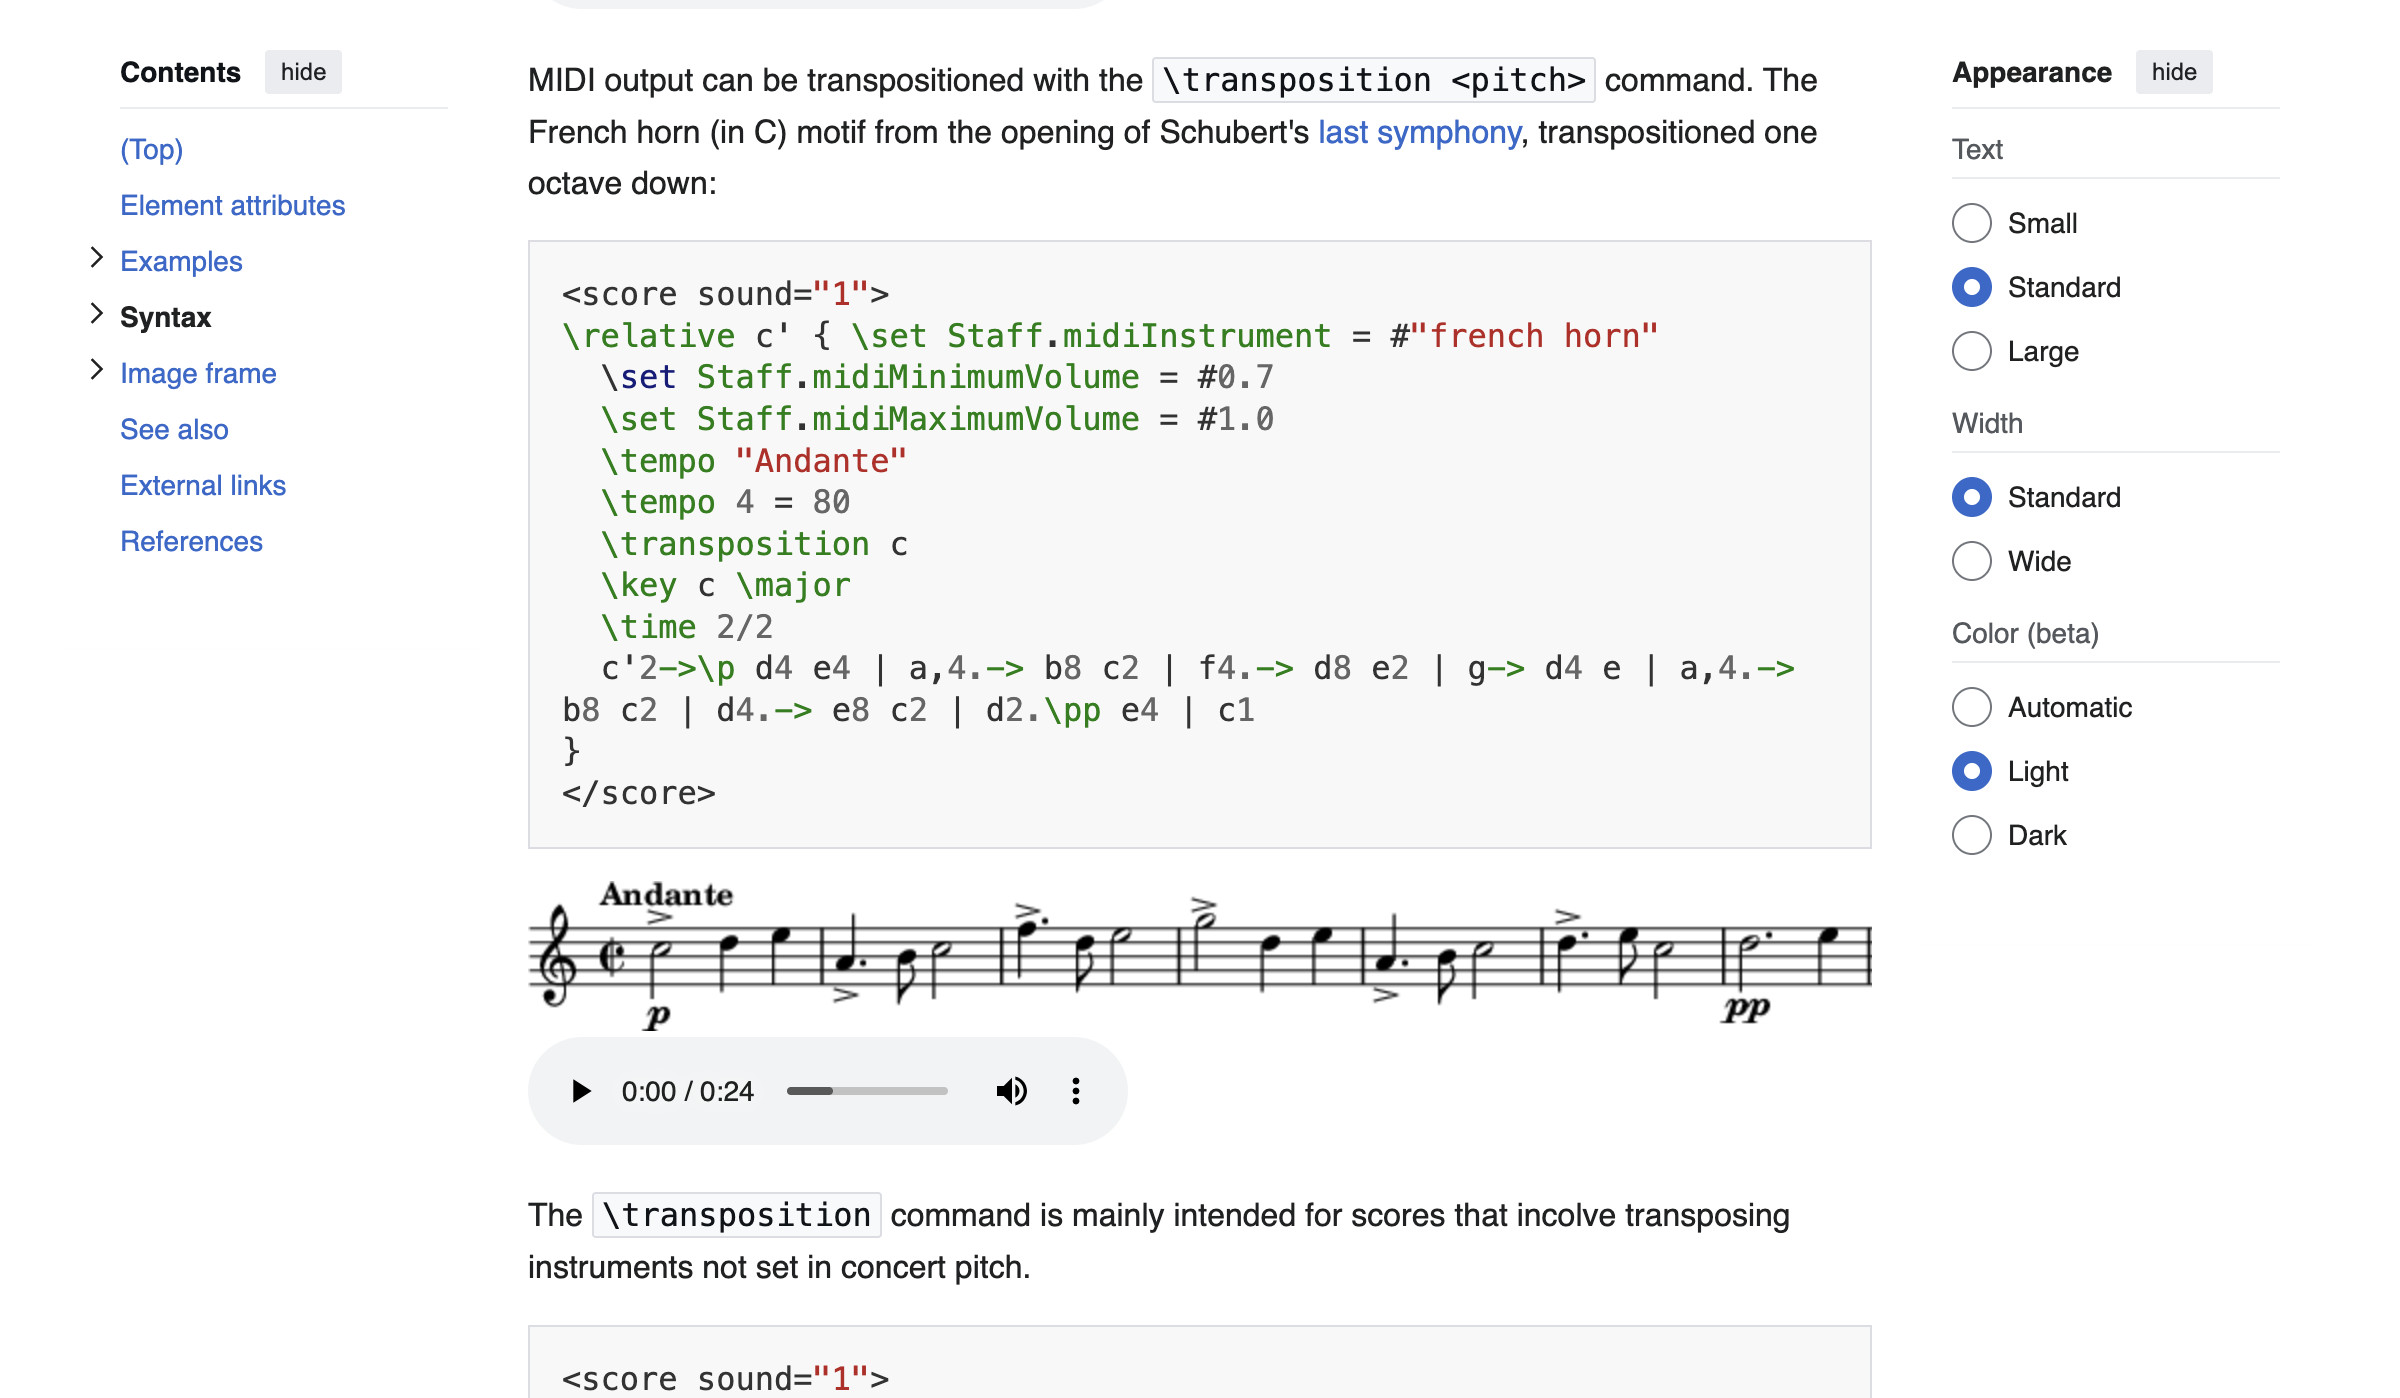 Contents hide
(Top)
Element attributes
Examples
Syntax
Image frame
See also
External links
References
MIDI output can be transpositioned with the \transposition <pitch> command. The
French horn (in C) motif from the opening of Schubert's last symphony, transpositioned one
octave down:
<score sound="1">
\relative c' { \set Staff.midiInstrument = #"french horn"
  \set Staff.midiMinimumVolume = #0.7
  \set Staff.midiMaximumVolume = #1.0
  \tempo "Andante"
  \tempo 4 = 80
  \transposition c
  \key c \major
  \time 2/2
  c'2->\p d4 e4 | a,4.-> b8 c2 | f4.-> d8 e2 | g-> d4 e | a,4.->
b8 c2 | d4.-> e8 c2 | d2.\pp e4 | c1
}
</score>
Andante
p
pp
0:00 / 0:24
The \transposition command is mainly intended for scores that incolve transposing
instruments not set in concert pitch.
<score sound="1">
Appearance hide
Text
Small
Standard
Large
Width
Standard
Wide
Color (beta)
Automatic
Light
Dark